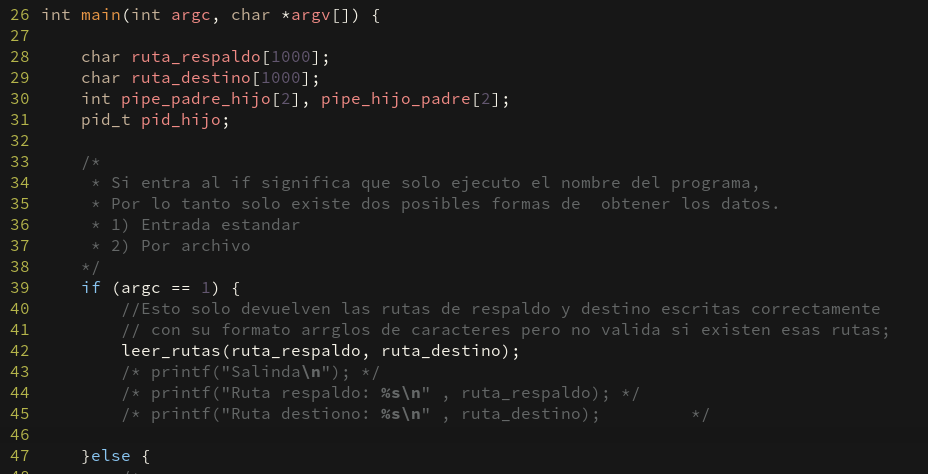 26 int main(int argc, char *argv[]) {
27
28     char ruta_respaldo[1000];
29     char ruta_destino[1000];
30     int pipe_padre_hijo[2], pipe_hijo_padre[2];
31     pid_t pid_hijo;
32
33     /*
34      * Si entra al if significa que solo ejecuto el nombre del programa,
35      * Por lo tanto solo existe dos posibles formas de  obtener los datos.
36      * 1) Entrada estandar
37      * 2) Por archivo
38     */
39     if (argc == 1) {
40         //Esto solo devuelven las rutas de respaldo y destino escritas correctamente
41         // con su formato arrglos de caracteres pero no valida si existen esas rutas;
42         leer_rutas(ruta_respaldo, ruta_destino);
43         /* printf("Salinda\n"); */
44         /* printf("Ruta respaldo: %s\n" , ruta_respaldo); */
45         /* printf("Ruta destiono: %s\n" , ruta_destino);         */
46
47     }else {